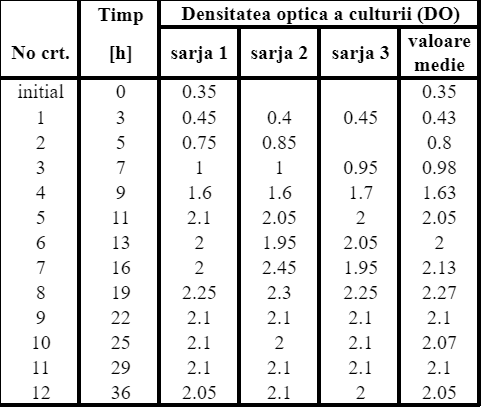 Timp Densitatea optica a culturii (DO)
No crt. [h] sarja 1 sarja 2 sarja 3 valoare medie
initial 0 0.35 0.35
1 3 0.45 0.4 0.45 0.43
2 5 0.75 0.85 0.8
3 7 1 1 0.95 0.98
4 9 1.6 1.6 1.7 1.63
5 11 2.1 2.05 2 2.05
6 13 2 1.95 2.05 2
7 16 2 2.45 1.95 2.13
8 19 2.25 2.3 2.25 2.27
9 22 2.1 2.1 2.1 2.1
10 25 2.1 2 2.1 2.07
11 29 2.1 2.1 2.1 2.1
12 36 2.05 2.1 2 2.05